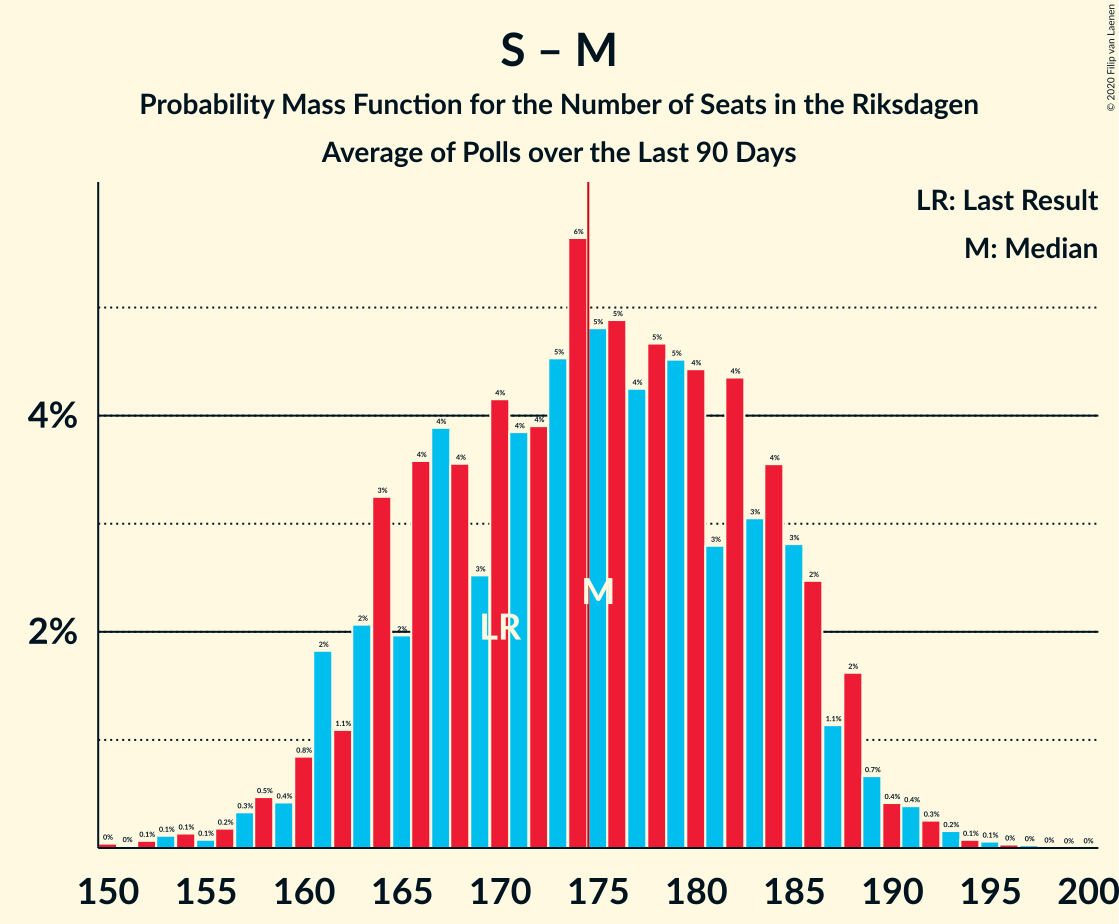 S – M
Probability Mass Function for the Number of Seats in the Riksdagen
Average of Polls over the Last 90 Days
© 2020 Filip van Laenen
LR: Last Result
M: Median
4%
2%
0% 0% 0.1% 0.1% 0.1% 0.1% 0.2% 0.3% 0.5% 0.4% 0.8% 2% 1.1% 2% 3% 2% 4% 4% 4% 3% 4% 4% 4% 5% 6% 5% 5% 4% 5% 5% 4% 3% 4% 3% 4% 3% 2% 1.1% 2% 0.7% 0.4% 0.4% 0.3% 0.2% 0.1% 0.1% 0% 0% 0% 0% 0%
M
LR
150 155 160 165 170 175 180 185 190 195 200